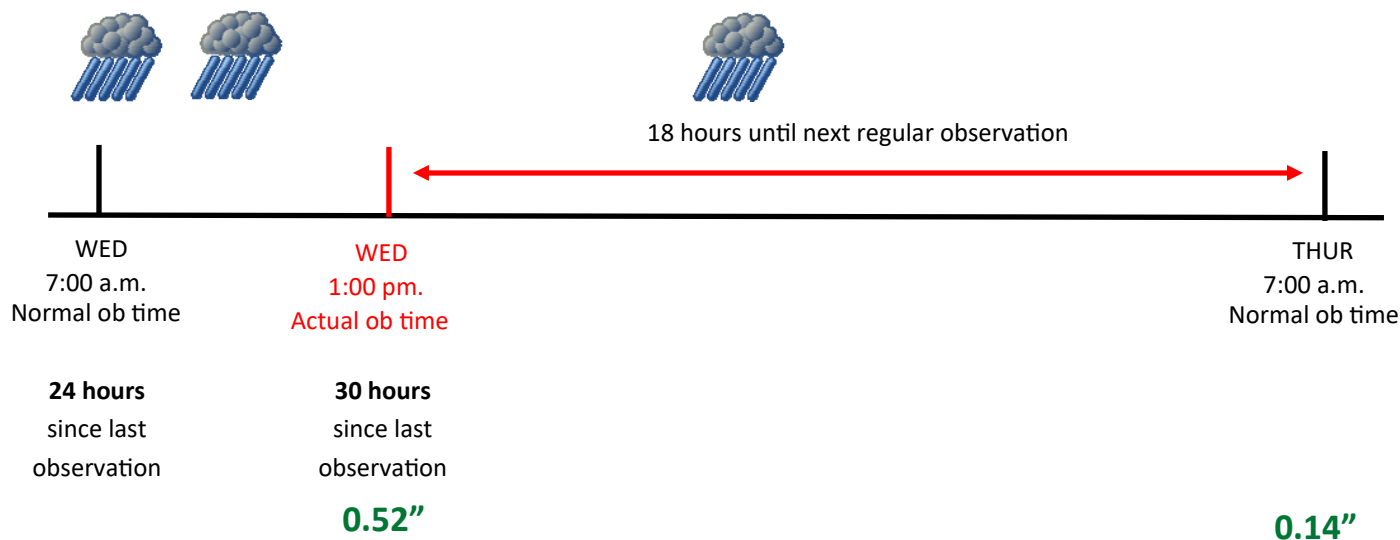 18 hours until next regular observation
WED
7:00 a.m.
Normal ob time
WED
1:00 pm.
Actual ob time
THUR
7:00 a.m.
Normal ob time
24 hours
since last
observation
30 hours
since last
observation
0.52”
0.14”